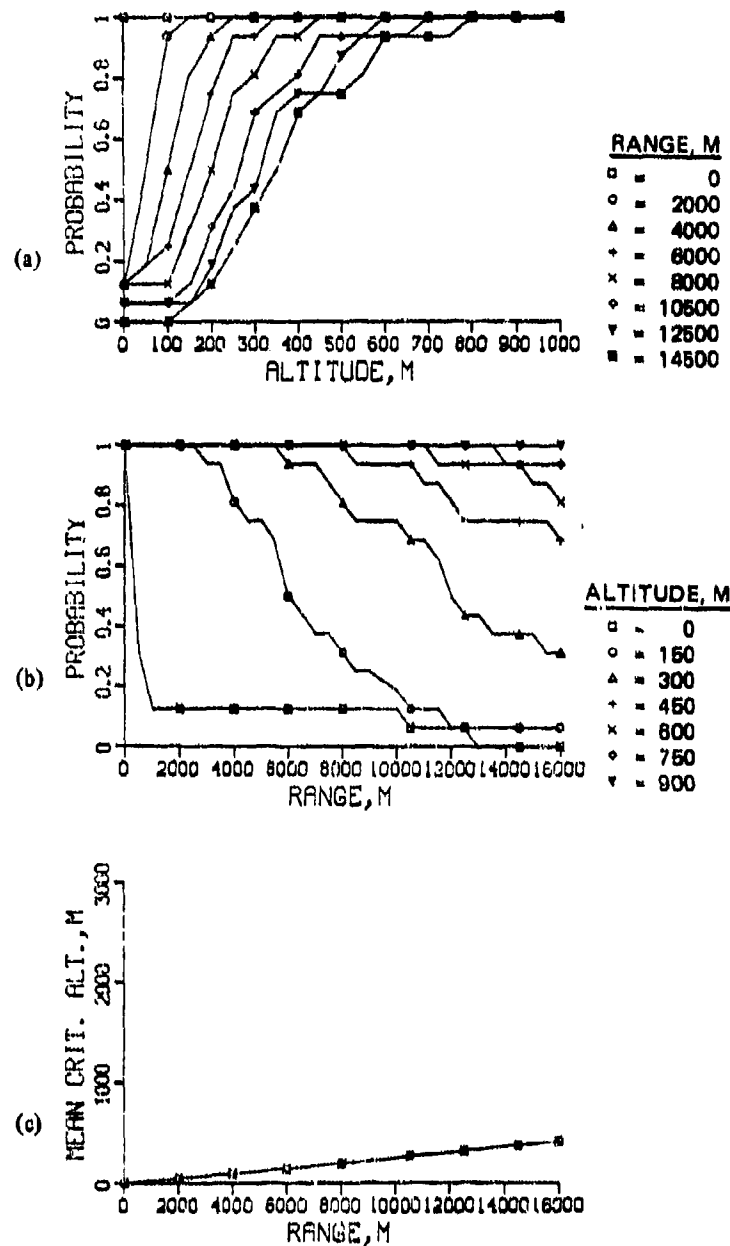 (a)
PROBABILITY
0 0.2 0.4 0.6 0.8 1
0 100 200 300 400 500 600 700 800 900 1000
ALTITUDE, M
RANGE, M
= 0
= 2000
= 4000
= 6000
= 8000
= 10500
= 12500
= 14500
(b)
PROBABILITY
0 0.2 0.4 0.6 0.8 1
0 2000 4000 6000 8000 10000 12000 14000 16000
RANGE, M
ALTITUDE, M
= 0
= 150
= 300
= 450
= 600
= 750
= 900
(c)
MEAN CRIT. ALT., M
0 1000 2000 3000
0 2000 4000 6000 8000 10000 12000 14000 16000
RANGE, M